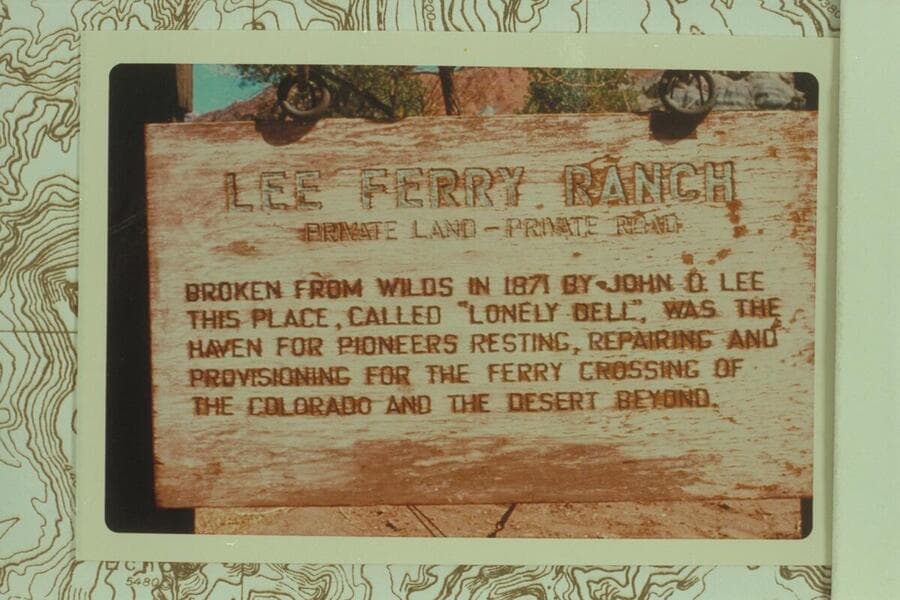 LEE FERRY RANCH
PRIVATE LAND - PRIVATE ROAD
BROKEN FROM WILDS IN 1871 BY JOHN D. LEE
THIS PLACE, CALLED "LONELY DELL", WAS THE
HAVEN FOR PIONEERS RESTING, REPAIRING AND
PROVISIONING FOR THE FERRY CROSSING OF
THE COLORADO AND THE DESERT BEYOND.
5480